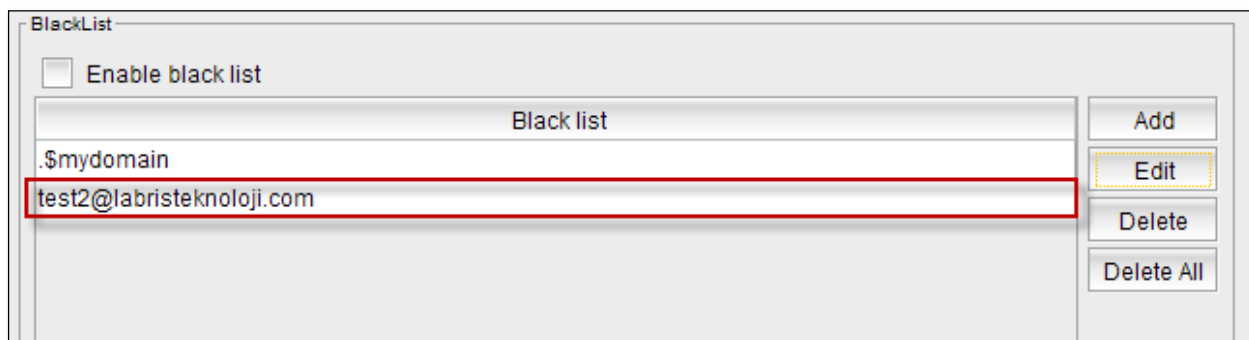 BlackList
Enable black list
Black list
Add
.$mydomain
Edit
test2@labristeknoloji.com
Delete
Delete All